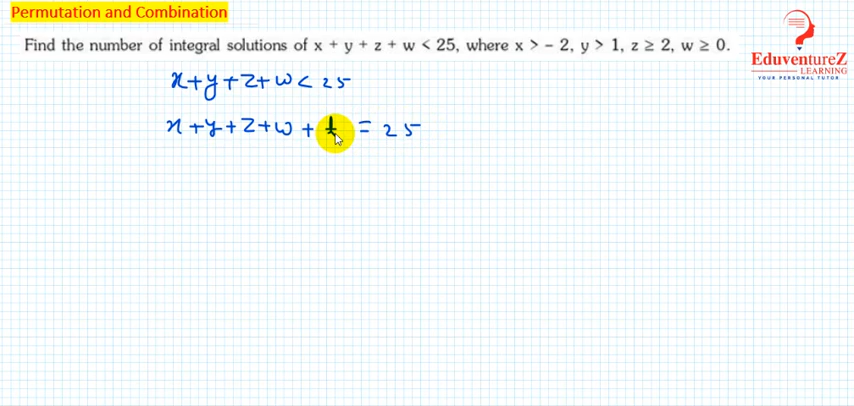 Permutation and Combination
Find the number of integral solutions of x + y + z + w < 25, where x > – 2, y > 1, z ≥ 2, w ≥ 0.
EduventureZ
LEARNING
YOUR PERSONAL TUTOR
x+y+z+w < 25
x+y+z+w + t = 25